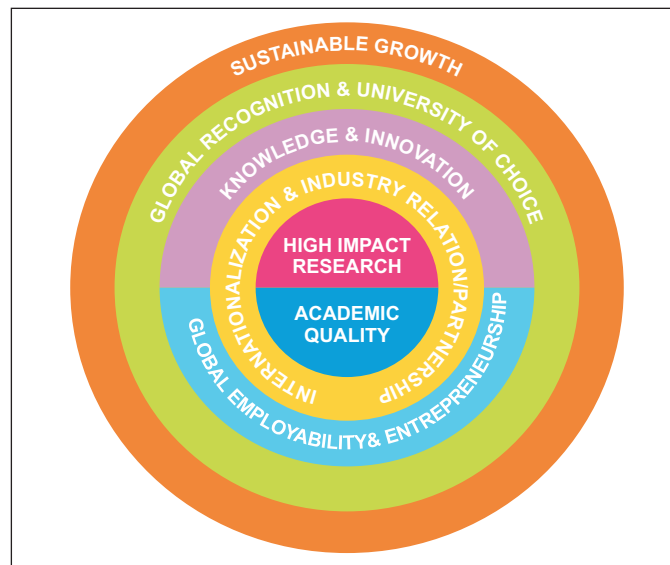 SUSTAINABLE GROWTH
GLOBAL RECOGNITION & UNIVERSITY OF CHOICE
KNOWLEDGE & INNOVATION
INTERNATIONALIZATION & INDUSTRY RELATION/PARTNERSHIP
HIGH IMPACT
RESEARCH
ACADEMIC
QUALITY
GLOBAL EMPLOYABILITY& ENTREPRENEURSHIP